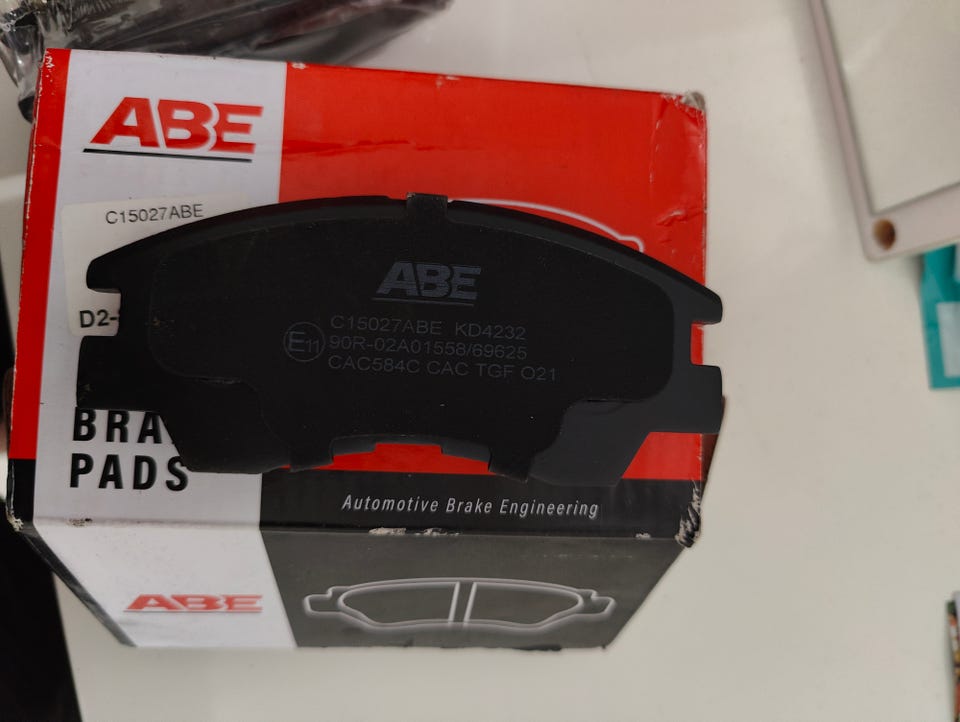 ABE
C15027ABE
D2-
ABE
C15027ABE KD4232
E11
90R-02A01558/69625
CAC584C CAC TGF O21
BRA
PADS
Automotive Brake Engineering
ABE